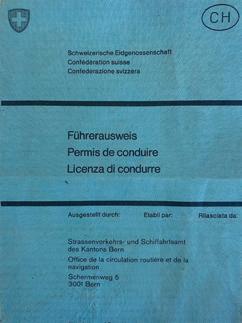 CH
Schweizerische Eidgenossenschaft
Confédération suisse
Confederazione svizzera
Führerausweis
Permis de conduire
Licenza di condurre
Ausgestellt durch: Etabli par: Rilasciata da:
Strassenverkehrs- und Schiffahrtsamt
des Kantons Bern
Office de la circulation routière et de la
navigation
Schermenweg 5
3001 Bern